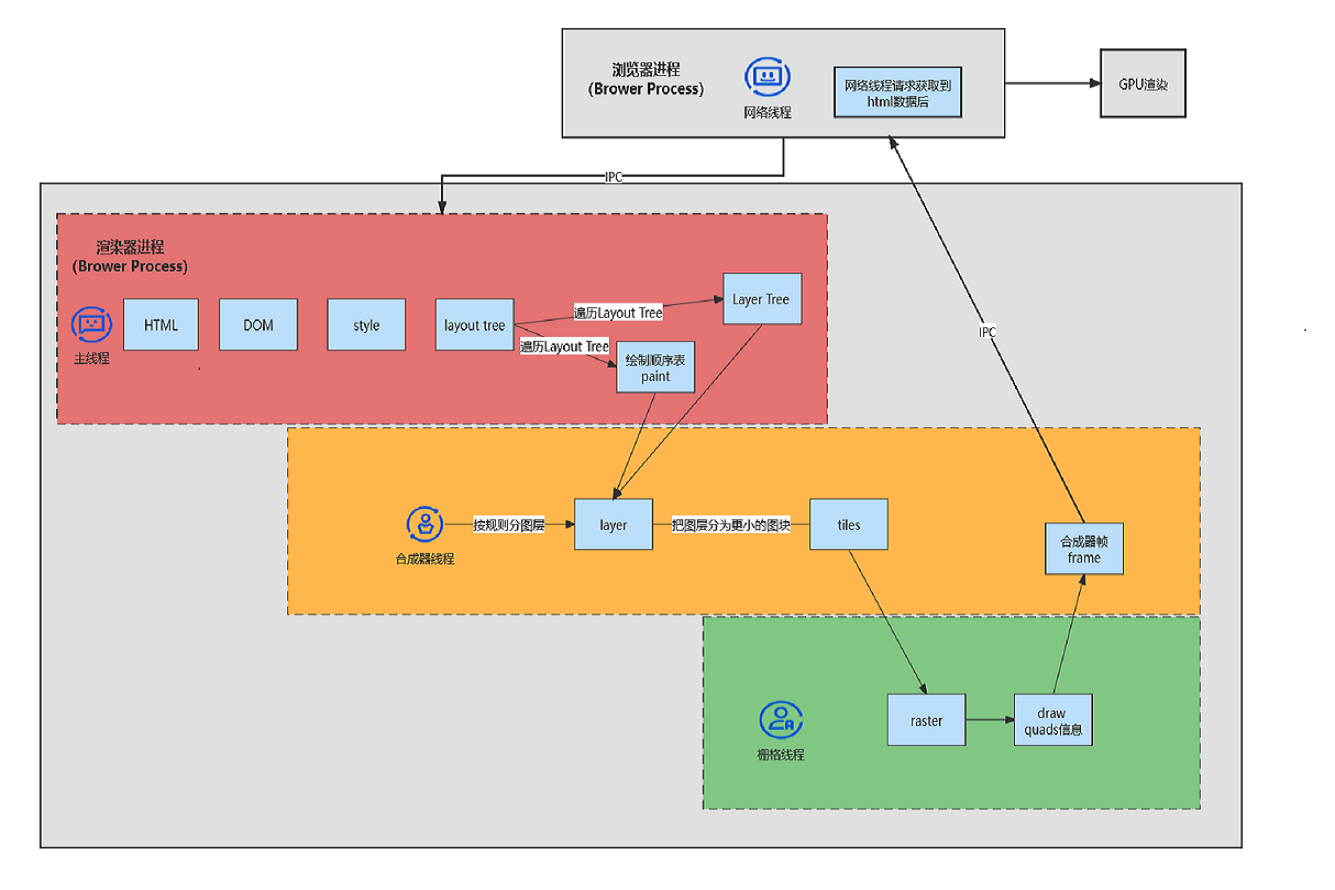 浏览器进程
(Brower Process)
网络线程
网络线程请求获取到
html数据后
GPU渲染
IPC
渲染器进程
(Brower Process)
主线程
HTML
DOM
style
layout tree
遍历Layout Tree
遍历Layout Tree
Layer Tree
绘制顺序表
paint
IPC
合成器线程
按规则分图层
layer
把图层分为更小的图块
tiles
合成器帧
frame
栅格线程
raster
draw
quads信息